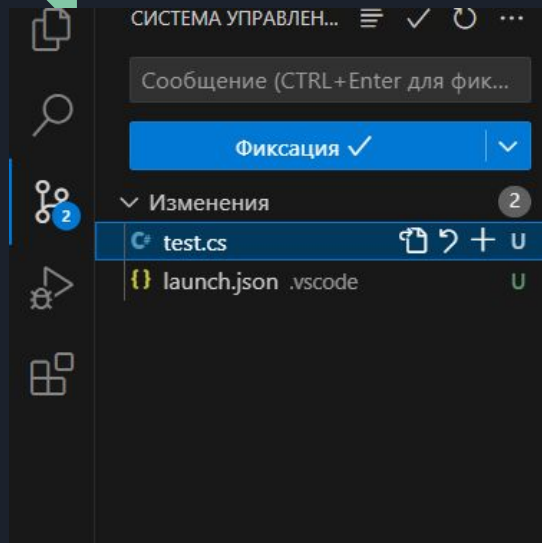 СИСТЕМА УПРАВЛЕН...
Сообщение (CTRL+Enter для фик...
Фиксация
Изменения 2
2
C# test.cs U
{} launch.json .vscode U